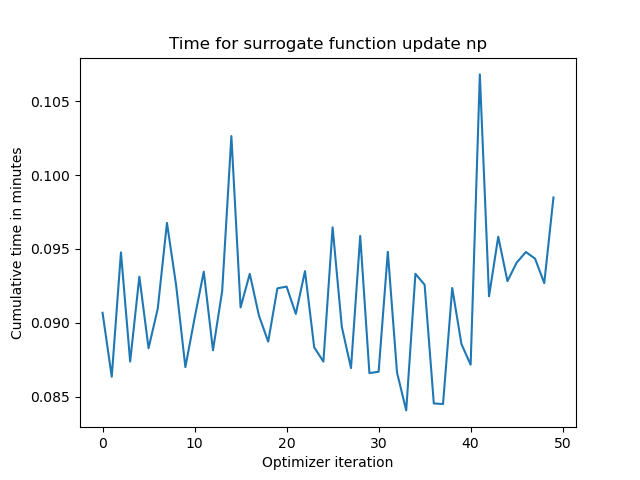 Time for surrogate function update np
Cumulative time in minutes
0.105
0.100
0.095
0.090
0.085
0 10 20 30 40 50
Optimizer iteration